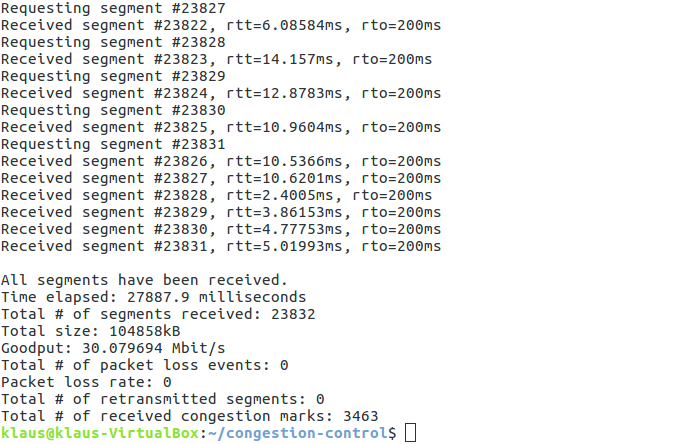 Requesting segment #23827
Received segment #23822, rtt=6.08584ms, rto=200ms
Requesting segment #23828
Received segment #23823, rtt=14.157ms, rto=200ms
Requesting segment #23829
Received segment #23824, rtt=12.8783ms, rto=200ms
Requesting segment #23830
Received segment #23825, rtt=10.9604ms, rto=200ms
Requesting segment #23831
Received segment #23826, rtt=10.5366ms, rto=200ms
Received segment #23827, rtt=10.6201ms, rto=200ms
Received segment #23828, rtt=2.4005ms, rto=200ms
Received segment #23829, rtt=3.86153ms, rto=200ms
Received segment #23830, rtt=4.77753ms, rto=200ms
Received segment #23831, rtt=5.01993ms, rto=200ms
All segments have been received.
Time elapsed: 27887.9 milliseconds
Total # of segments received: 23832
Total size: 104858kB
Goodput: 30.079694 Mbit/s
Total # of packet loss events: 0
Packet loss rate: 0
Total # of retransmitted segments: 0
Total # of received congestion marks: 3463
klaus@klaus-VirtualBox:~/congestion-control$